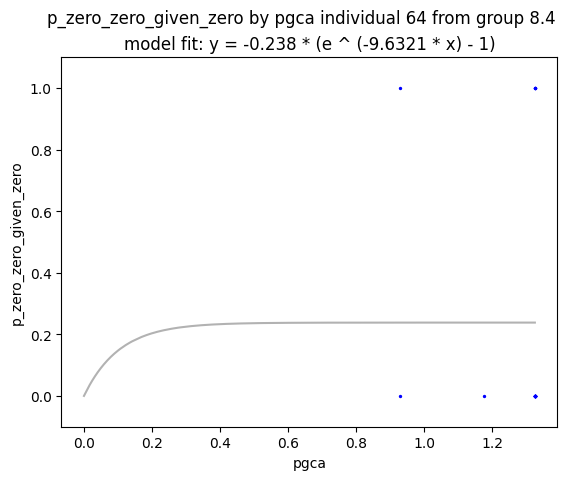 p_zero_zero_given_zero by pgca individual 64 from group 8.4
model fit: y = -0.238 * (e ^ (-9.6321 * x) - 1)
1.0
0.8
0.6
0.4
0.2
0.0
p_zero_zero_given_zero
0.0 0.2 0.4 0.6 0.8 1.0 1.2
pgca